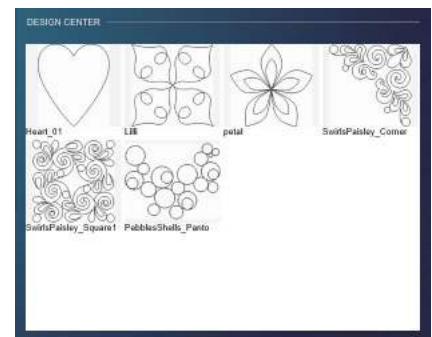 DESIGN CENTER
Heart_01
Lilli
petal
SwirlsPaisley_Corner
SwirlsPaisley_Square1
PebblesShells_Panto